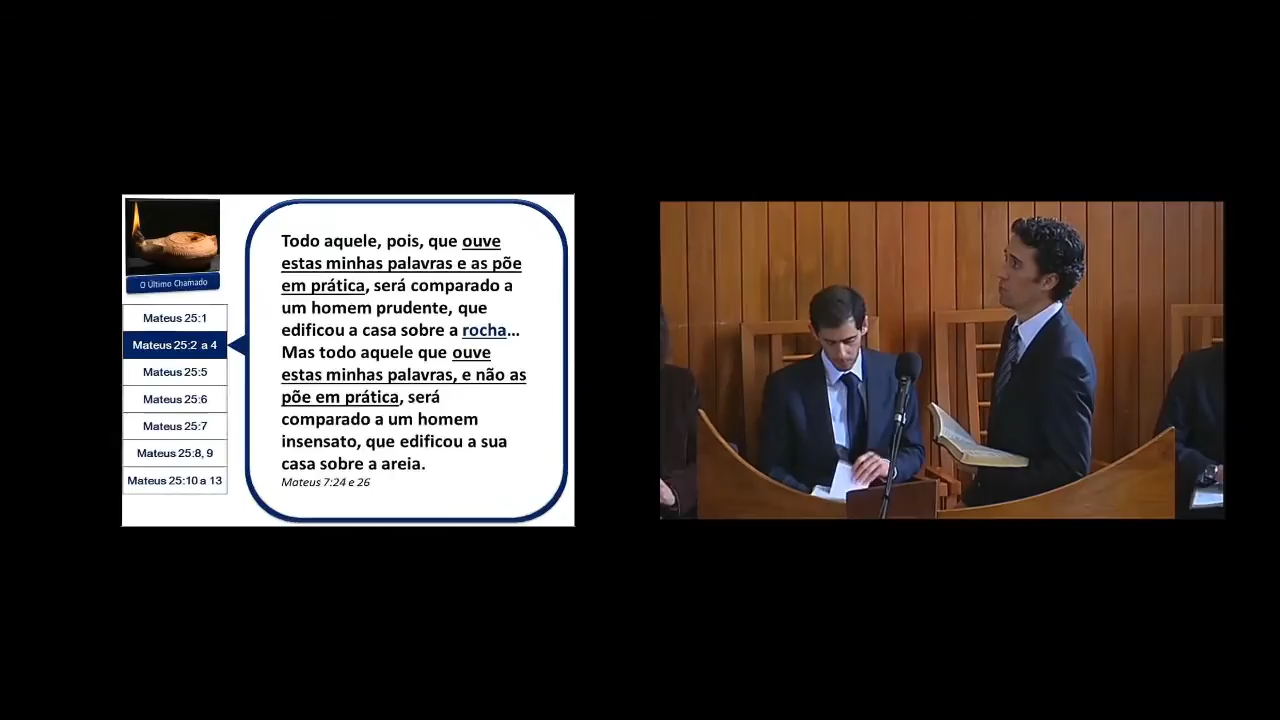 O Último Chamado
Mateus 25:1
Mateus 25:2 a 4
Mateus 25:5
Mateus 25:6
Mateus 25:7
Mateus 25:8, 9
Mateus 25:10 a 13
Todo aquele, pois, que ouve
estas minhas palavras e as põe
em prática, será comparado a
um homem prudente, que
edificou a casa sobre a rocha...
Mas todo aquele que ouve
estas minhas palavras, e não as
põe em prática, será
comparado a um homem
insensato, que edificou a sua
casa sobre a areia.
Mateus 7:24 e 26